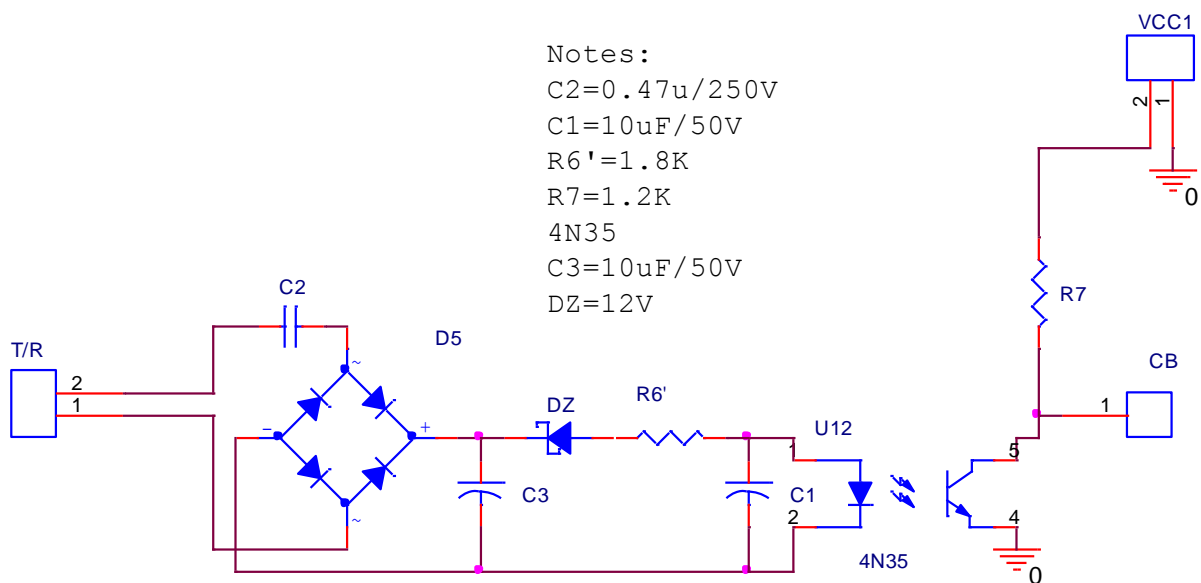 VCC1
2
1
0
Notes:
C2=0.47u/250V
C1=10uF/50V
R6'=1.8K
R7=1.2K
4N35
C3=10uF/50V
DZ=12V
C2
R7
D5
T/R
2
1
~
-
+
~
DZ
R6'
CB
1
U12
1
5
C3
C1
2
4
4N35
0